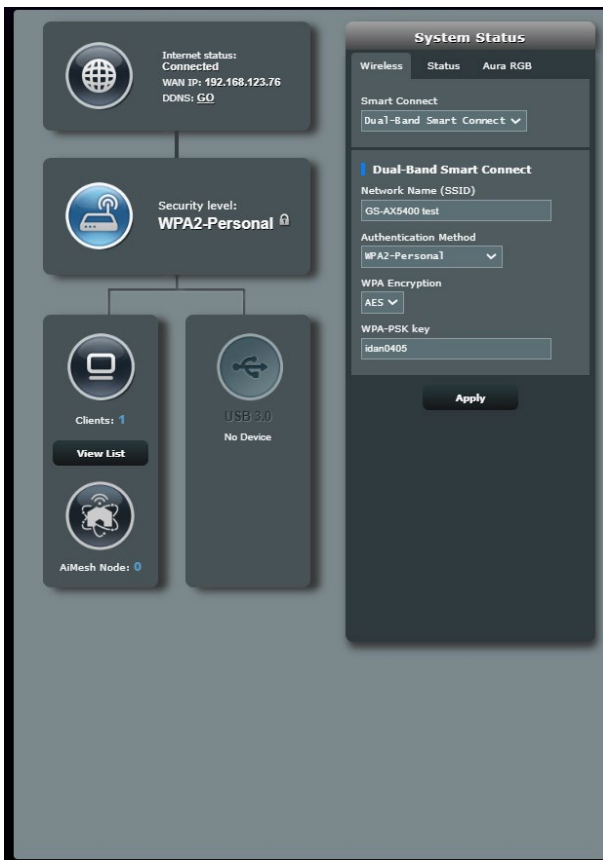 Internet status:
Connected
WAN IP: 192.168.123.76
DDNS: GO
Security level:
WPA2-Personal
Clients: 1
View List
AiMesh Node: 0
USB 3.0
No Device
System Status
Wireless Status Aura RGB
Smart Connect
Dual-Band Smart Connect
Dual-Band Smart Connect
Network Name (SSID)
GS-AX5400 test
Authentication Method
WPA2-Personal
WPA Encryption
AES
WPA-PSK key
idan0405
Apply